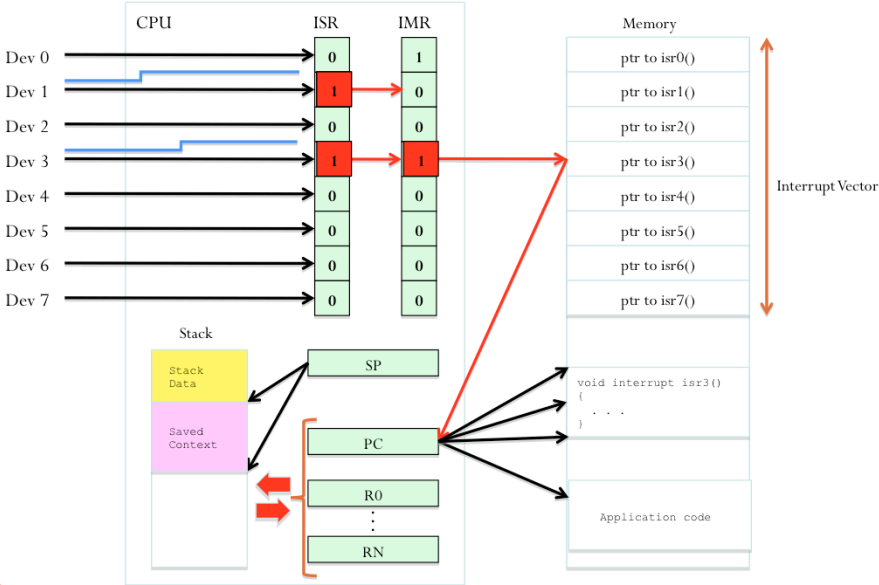 CPU ISR IMR Memory
Dev 0 0 1 ptr to isr0()
Dev 1 1 0 ptr to isr1()
Dev 2 0 0 ptr to isr2()
Dev 3 1 1 ptr to isr3()
Interrupt Vector
Dev 4 0 0 ptr to isr4()
Dev 5 0 0 ptr to isr5()
Dev 6 0 0 ptr to isr6()
Dev 7 0 0 ptr to isr7()
Stack
Stack
Data
SP
Saved
Context
PC
R0
RN
void interrupt isr3()
{
. . .
}
Application code